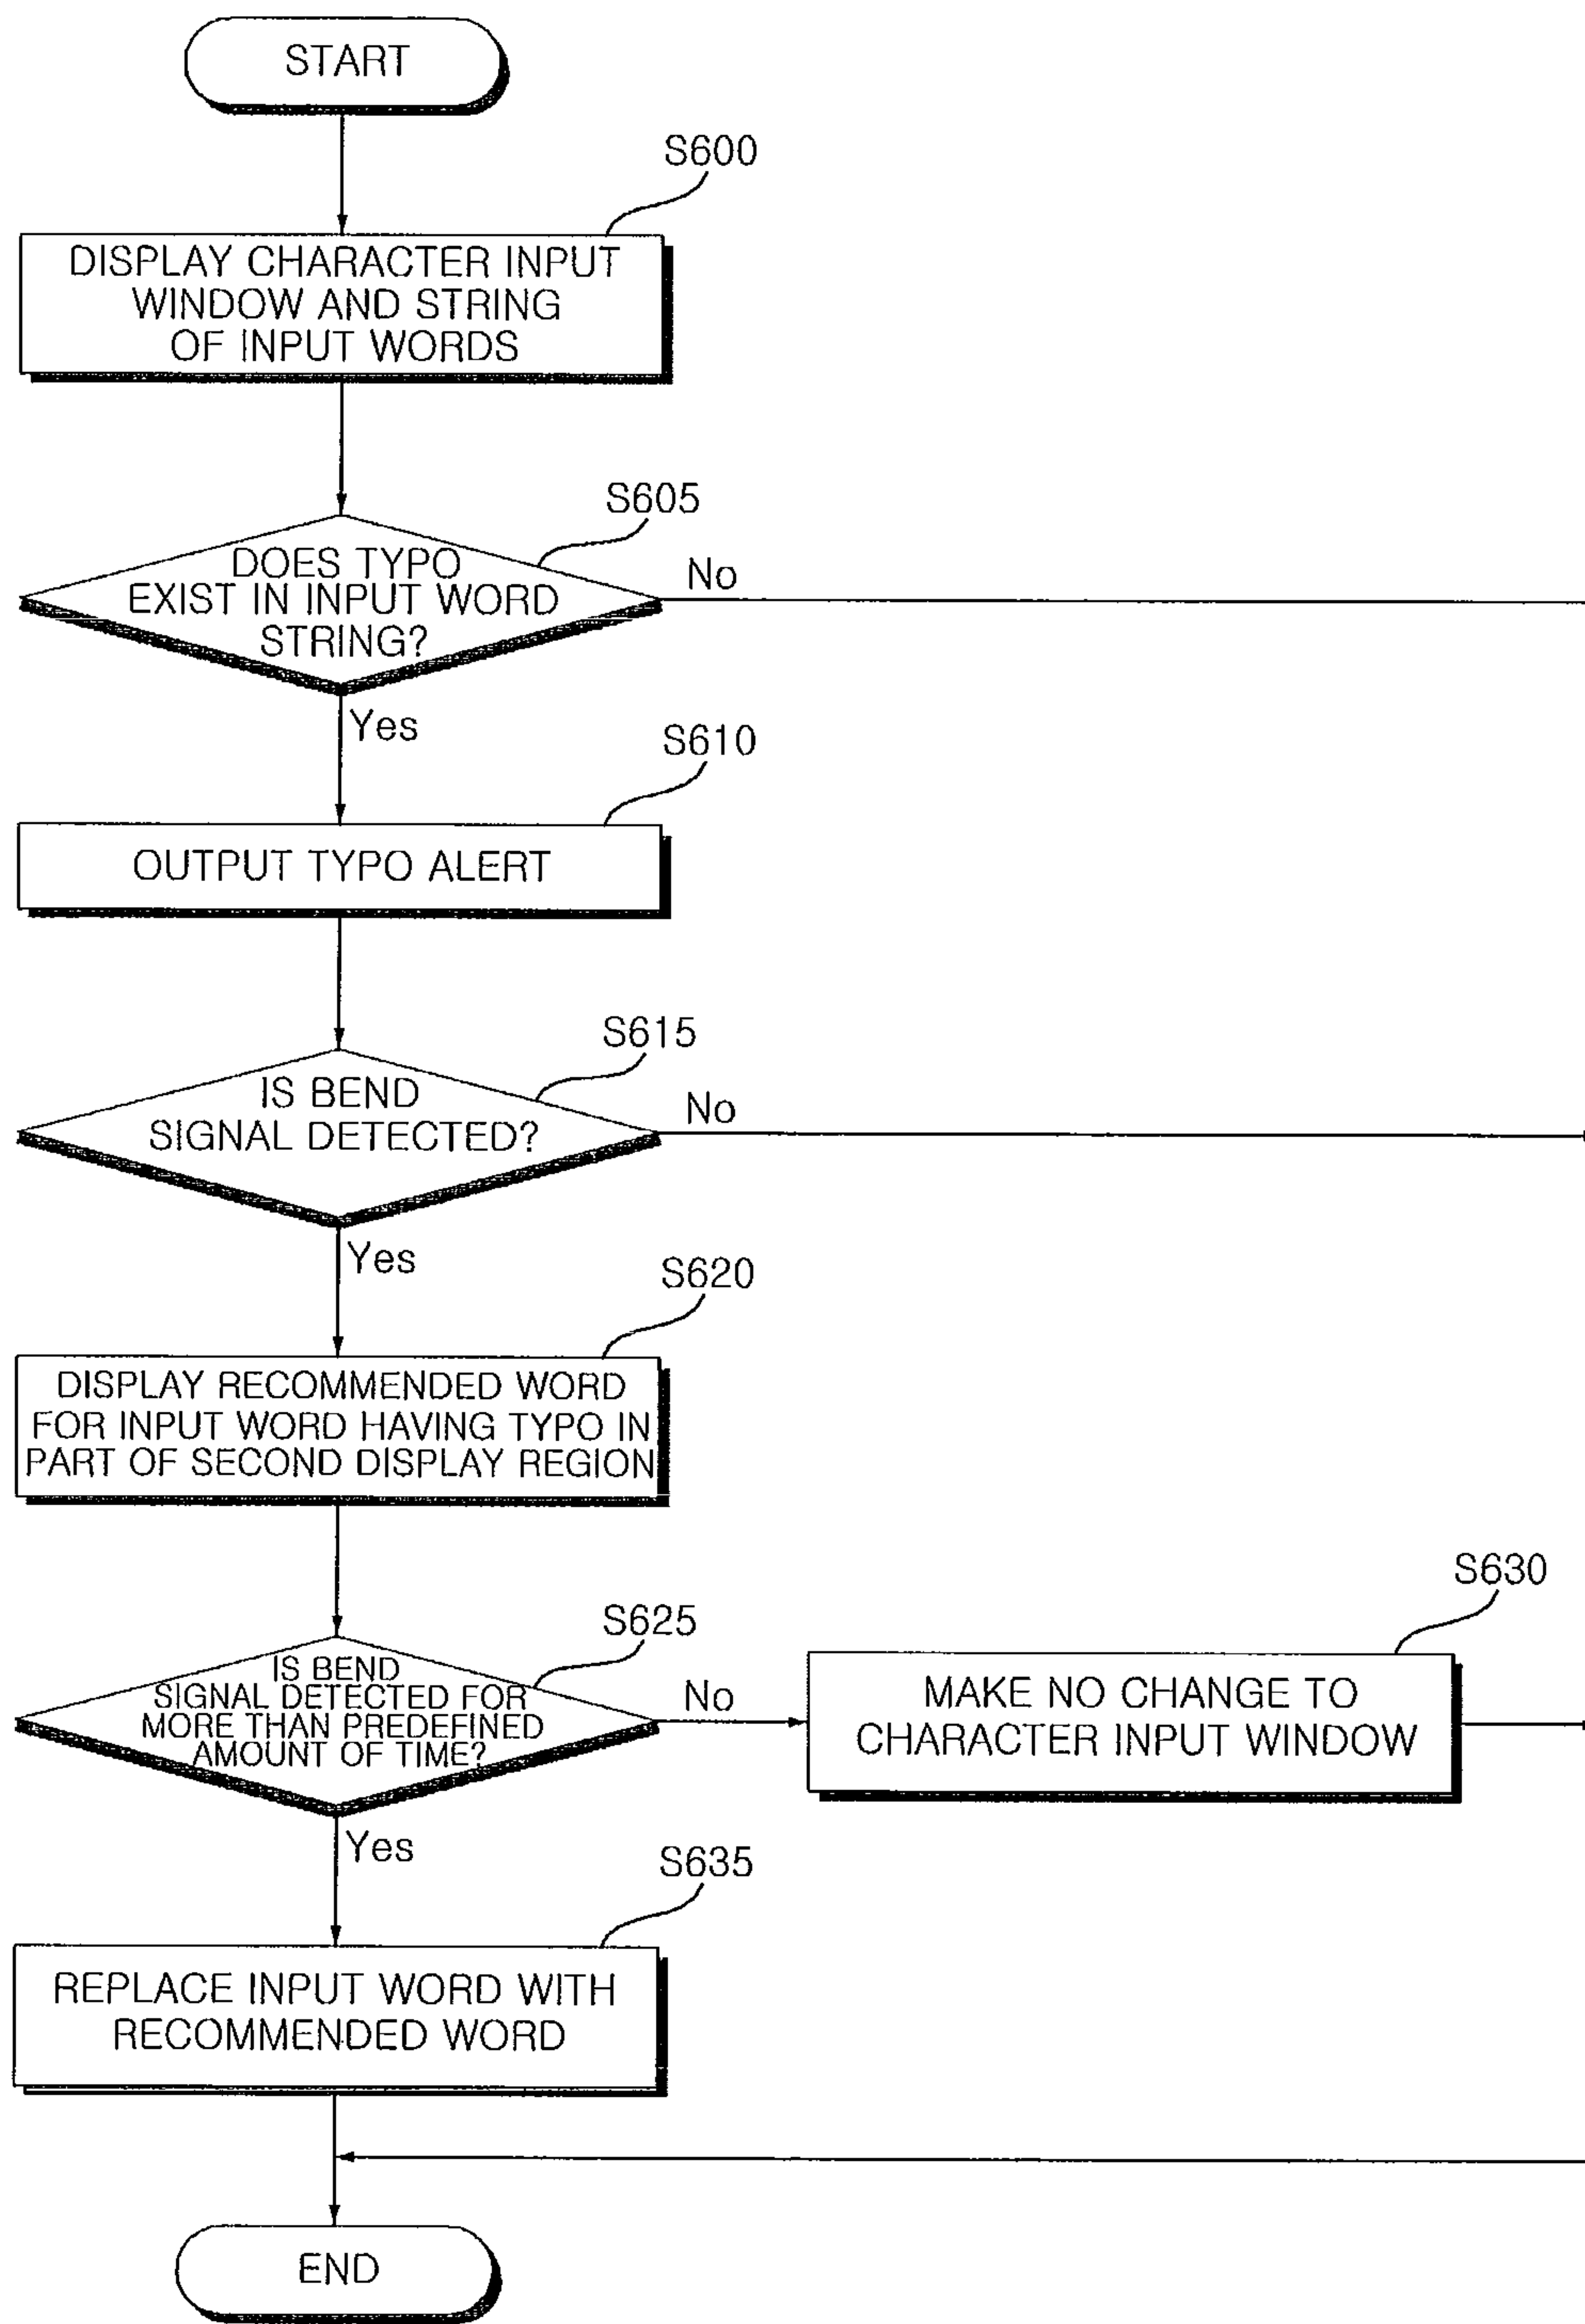 START
S600
DISPLAY CHARACTER INPUT
WINDOW AND STRING
OF INPUT WORDS
S605
DOES TYPO
EXIST IN INPUT WORD
STRING?
No
Yes
S610
OUTPUT TYPO ALERT
S615
IS BEND
SIGNAL DETECTED?
No
Yes
S620
DISPLAY RECOMMENDED WORD
FOR INPUT WORD HAVING TYPO IN
PART OF SECOND DISPLAY REGION
S625
IS BEND
SIGNAL DETECTED FOR
MORE THAN PREDEFINED
AMOUNT OF TIME?
No
S630
MAKE NO CHANGE TO
CHARACTER INPUT WINDOW
Yes
S635
REPLACE INPUT WORD WITH
RECOMMENDED WORD
END